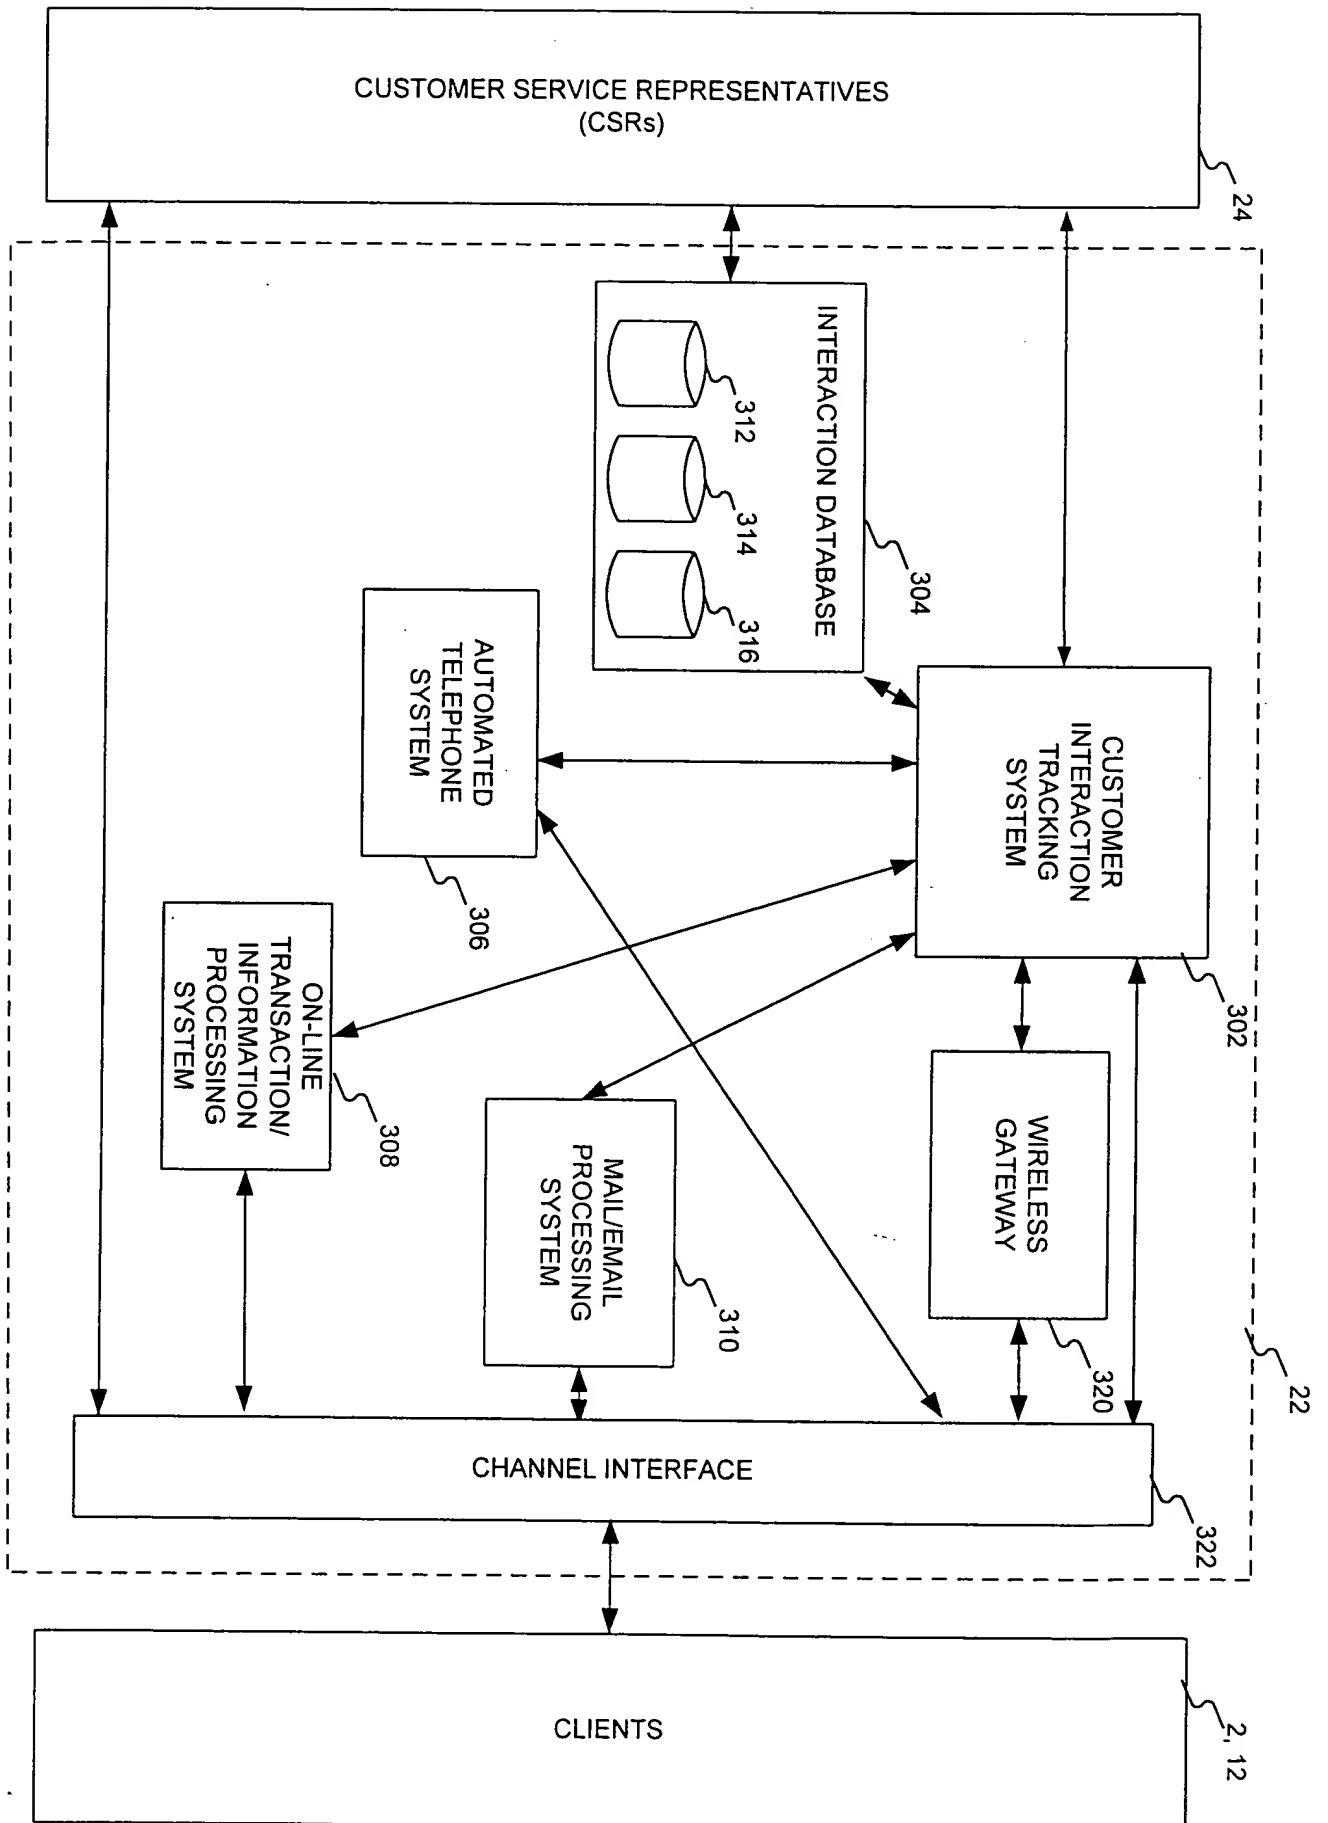 CUSTOMER SERVICE REPRESENTATIVES
(CSRs)
24
INTERACTION DATABASE
304
312
314
316
CUSTOMER
INTERACTION
TRACKING
SYSTEM
302
AUTOMATED
TELEPHONE
SYSTEM
306
ON-LINE
TRANSACTION/
INFORMATION
PROCESSING
SYSTEM
308
MAIL/EMAIL
PROCESSING
SYSTEM
310
WIRELESS
GATEWAY
320
22
CHANNEL INTERFACE
322
CLIENTS
2, 12